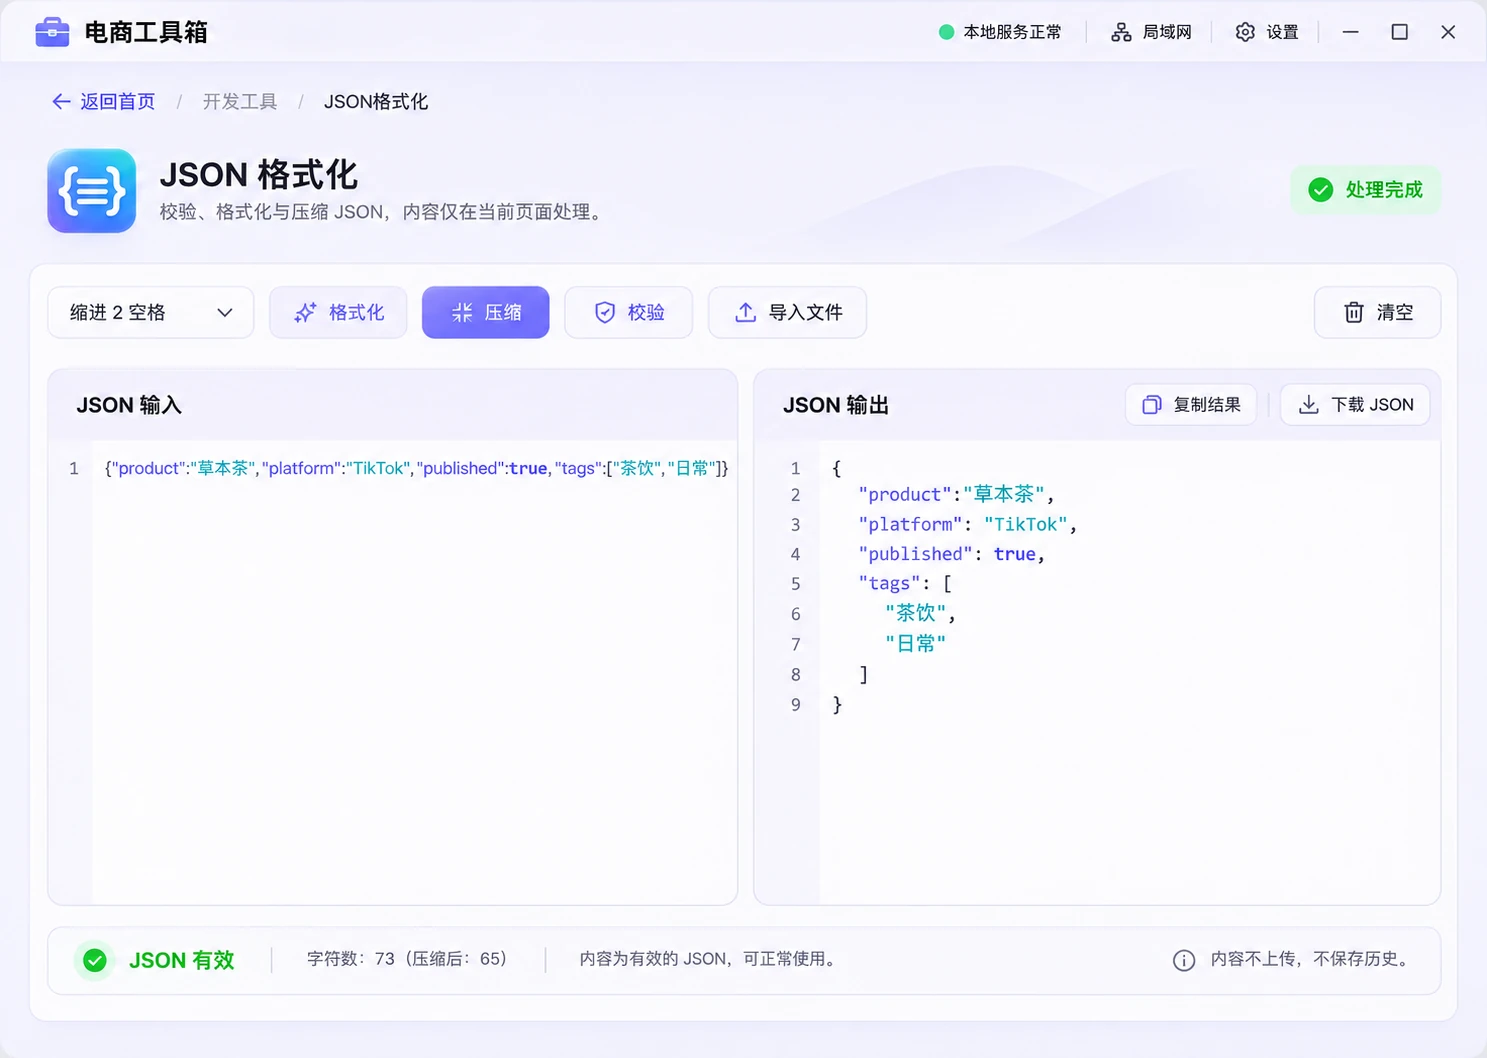 电商工具箱
本地服务正常
局域网
设置
返回首页 / 开发工具 / JSON格式化
JSON 格式化
校验、格式化与压缩 JSON，内容仅在当前页面处理。
处理完成
缩进 2 空格
格式化
压缩
校验
导入文件
清空
JSON 输入
1 {"product":"草本茶","platform":"TikTok","published":true,"tags":["茶饮","日常"]}
JSON 输出
复制结果
下载 JSON
1 {
2 "product":"草本茶",
3 "platform": "TikTok",
4 "published": true,
5 "tags": [
6 "茶饮",
7 "日常"
8 ]
9 }
JSON 有效
字符数：73（压缩后：65）
内容为有效的 JSON，可正常使用。
内容不上传，不保存历史。